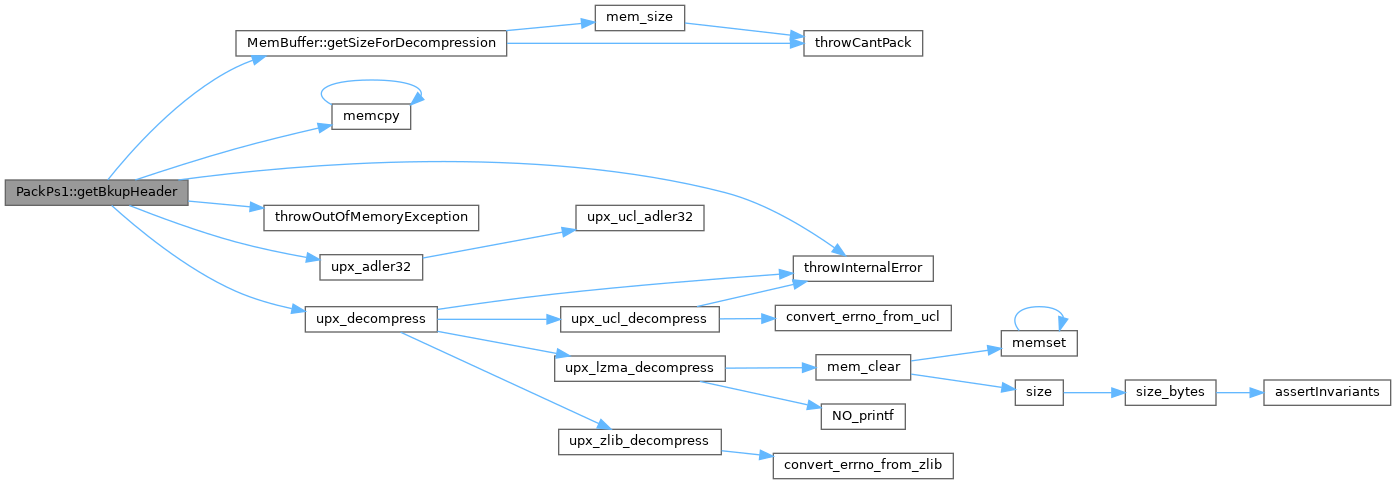 mem_size
MemBuffer::getSizeForDecompression
throwCantPack
memcpy
PackPs1::getBkupHeader
throwOutOfMemoryException
upx_ucl_adler32
upx_adler32
throwInternalError
upx_decompress
upx_ucl_decompress
convert_errno_from_ucl
memset
upx_lzma_decompress
mem_clear
size
size_bytes
assertInvariants
NO_printf
upx_zlib_decompress
convert_errno_from_zlib